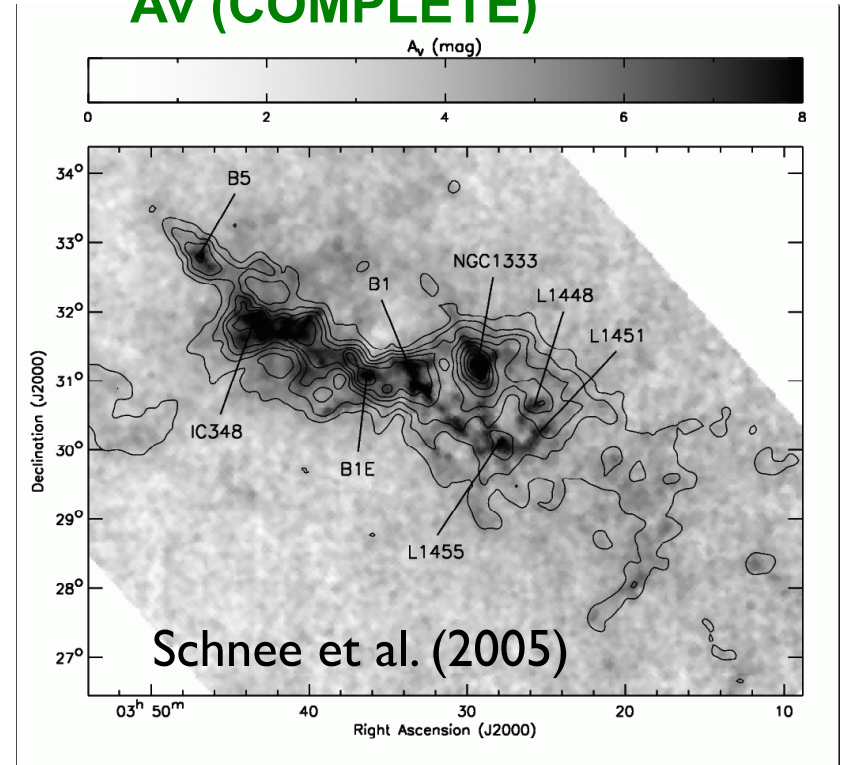 AV (COMPLETE)
Av (mag)
0 2 4 6 8
34°
33°
32°
31°
30°
29°
28°
27°
Declination (J2000)
B5
NGC1333
B1
L1448
L1451
IC348
B1E
L1455
Schnee et al. (2005)
03h 50m 40 30 20 10
Right Ascension (J2000)